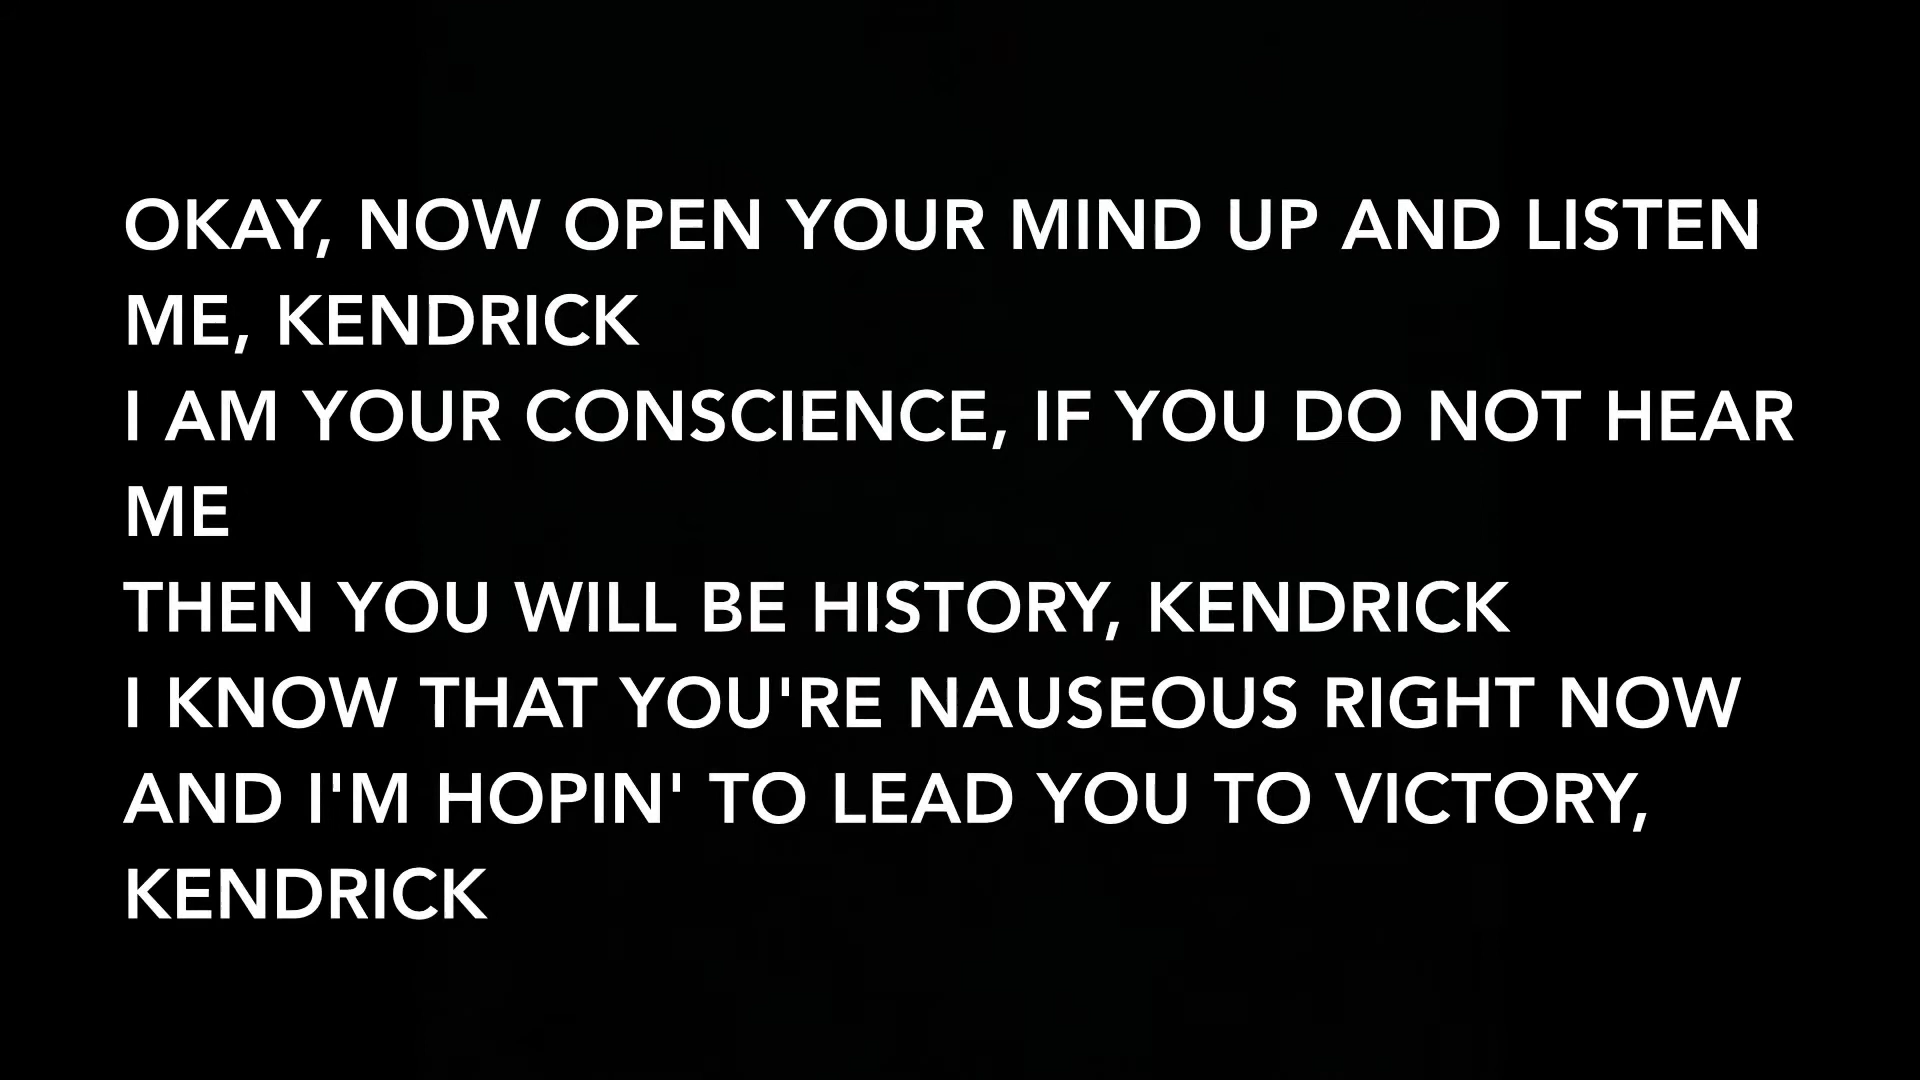 OKAY, NOW OPEN YOUR MIND UP AND LISTEN
ME, KENDRICK
I AM YOUR CONSCIENCE, IF YOU DO NOT HEAR
ME
THEN YOU WILL BE HISTORY, KENDRICK
I KNOW THAT YOU'RE NAUSEOUS RIGHT NOW
AND I'M HOPIN' TO LEAD YOU TO VICTORY,
KENDRICK